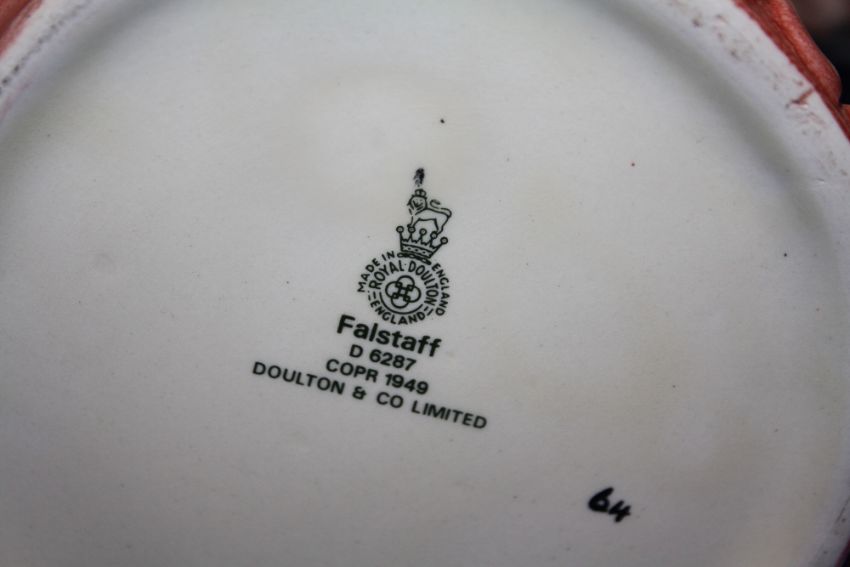 MADE IN ENGLAND
ROYAL DOULTON
ENGLAND
Falstaff
D 6287
COPR 1949
DOULTON & CO LIMITED
64